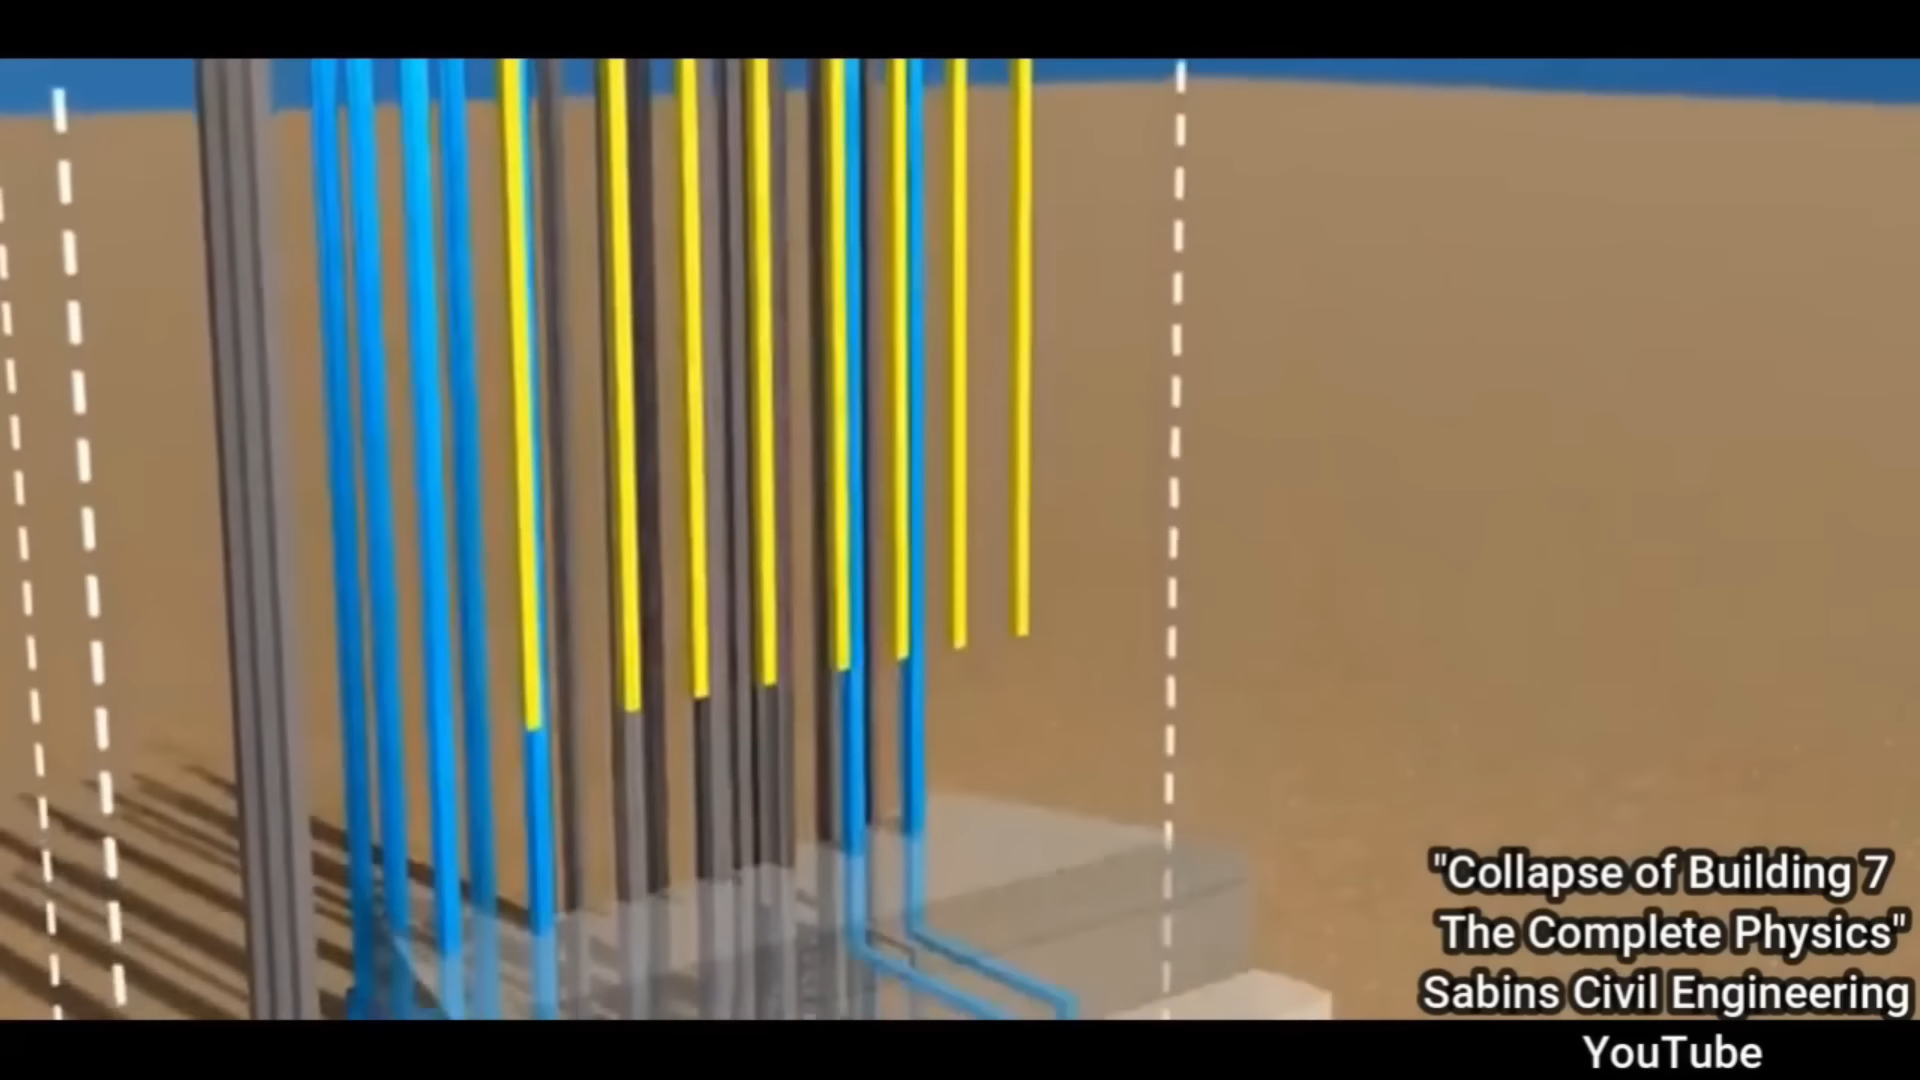 "Collapse of Building 7
The Complete Physics"
Sabins Civil Engineering
YouTube